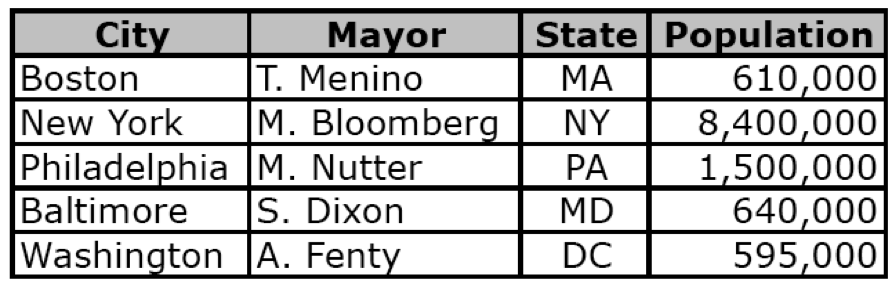 City Mayor State Population
Boston T. Menino MA 610,000
New York M. Bloomberg NY 8,400,000
Philadelphia M. Nutter PA 1,500,000
Baltimore S. Dixon MD 640,000
Washington A. Fenty DC 595,000